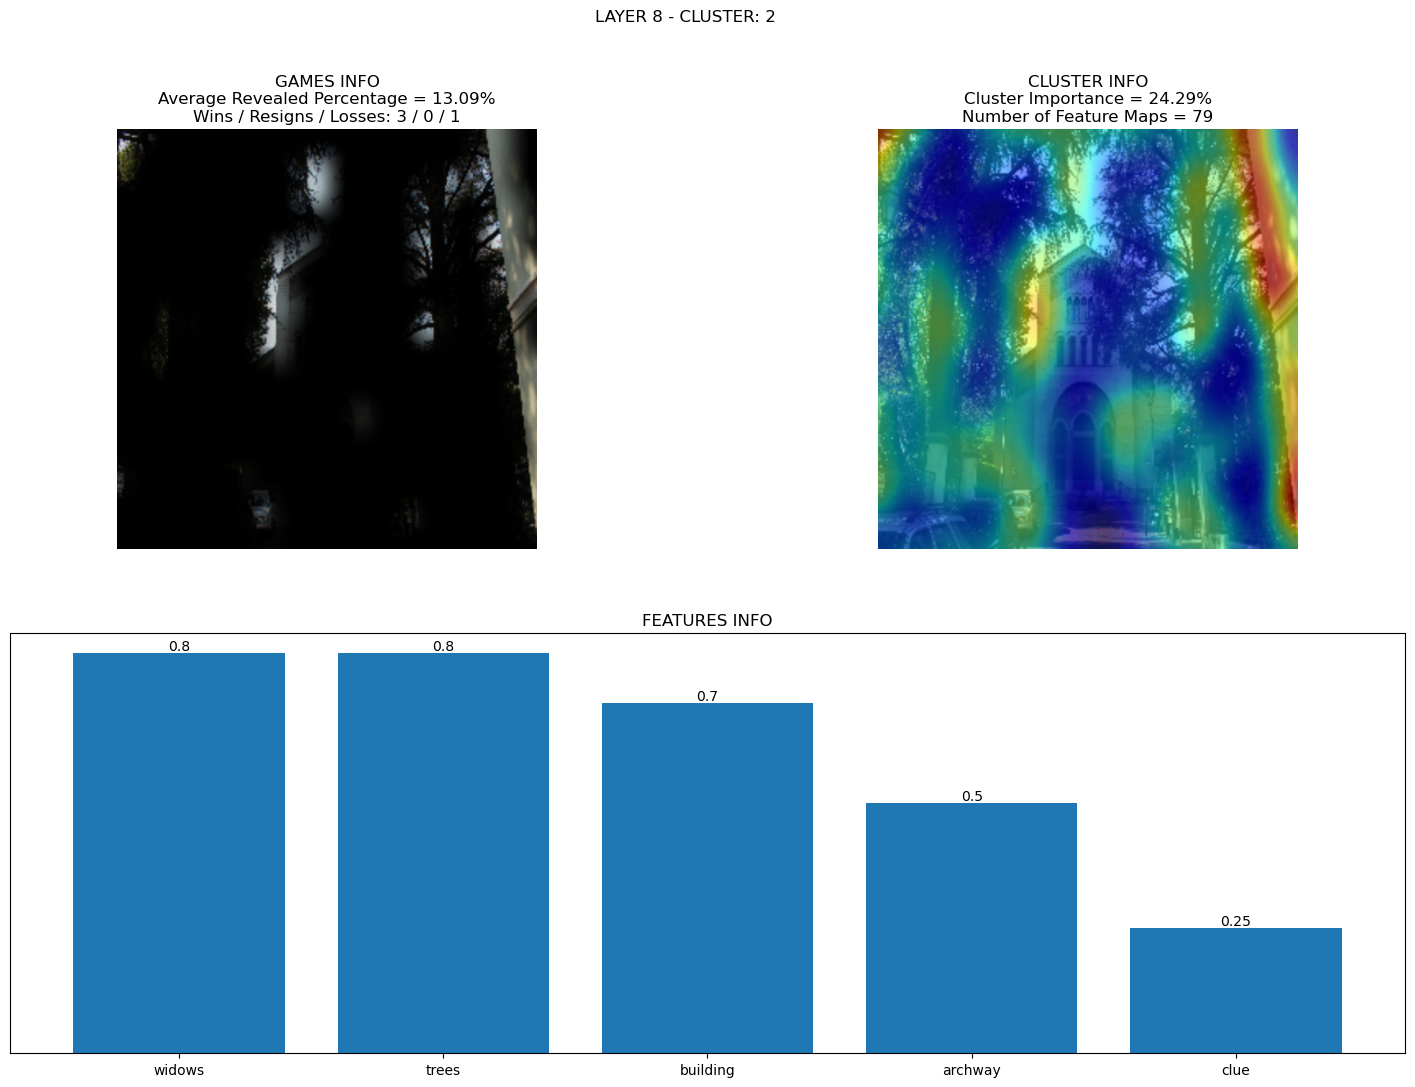 LAYER 8 - CLUSTER: 2
GAMES INFO
Average Revealed Percentage = 13.09%
Wins / Resigns / Losses: 3 / 0 / 1
CLUSTER INFO
Cluster Importance = 24.29%
Number of Feature Maps = 79
FEATURES INFO
0.8
0.8
0.7
0.5
0.25
widows
trees
building
archway
clue